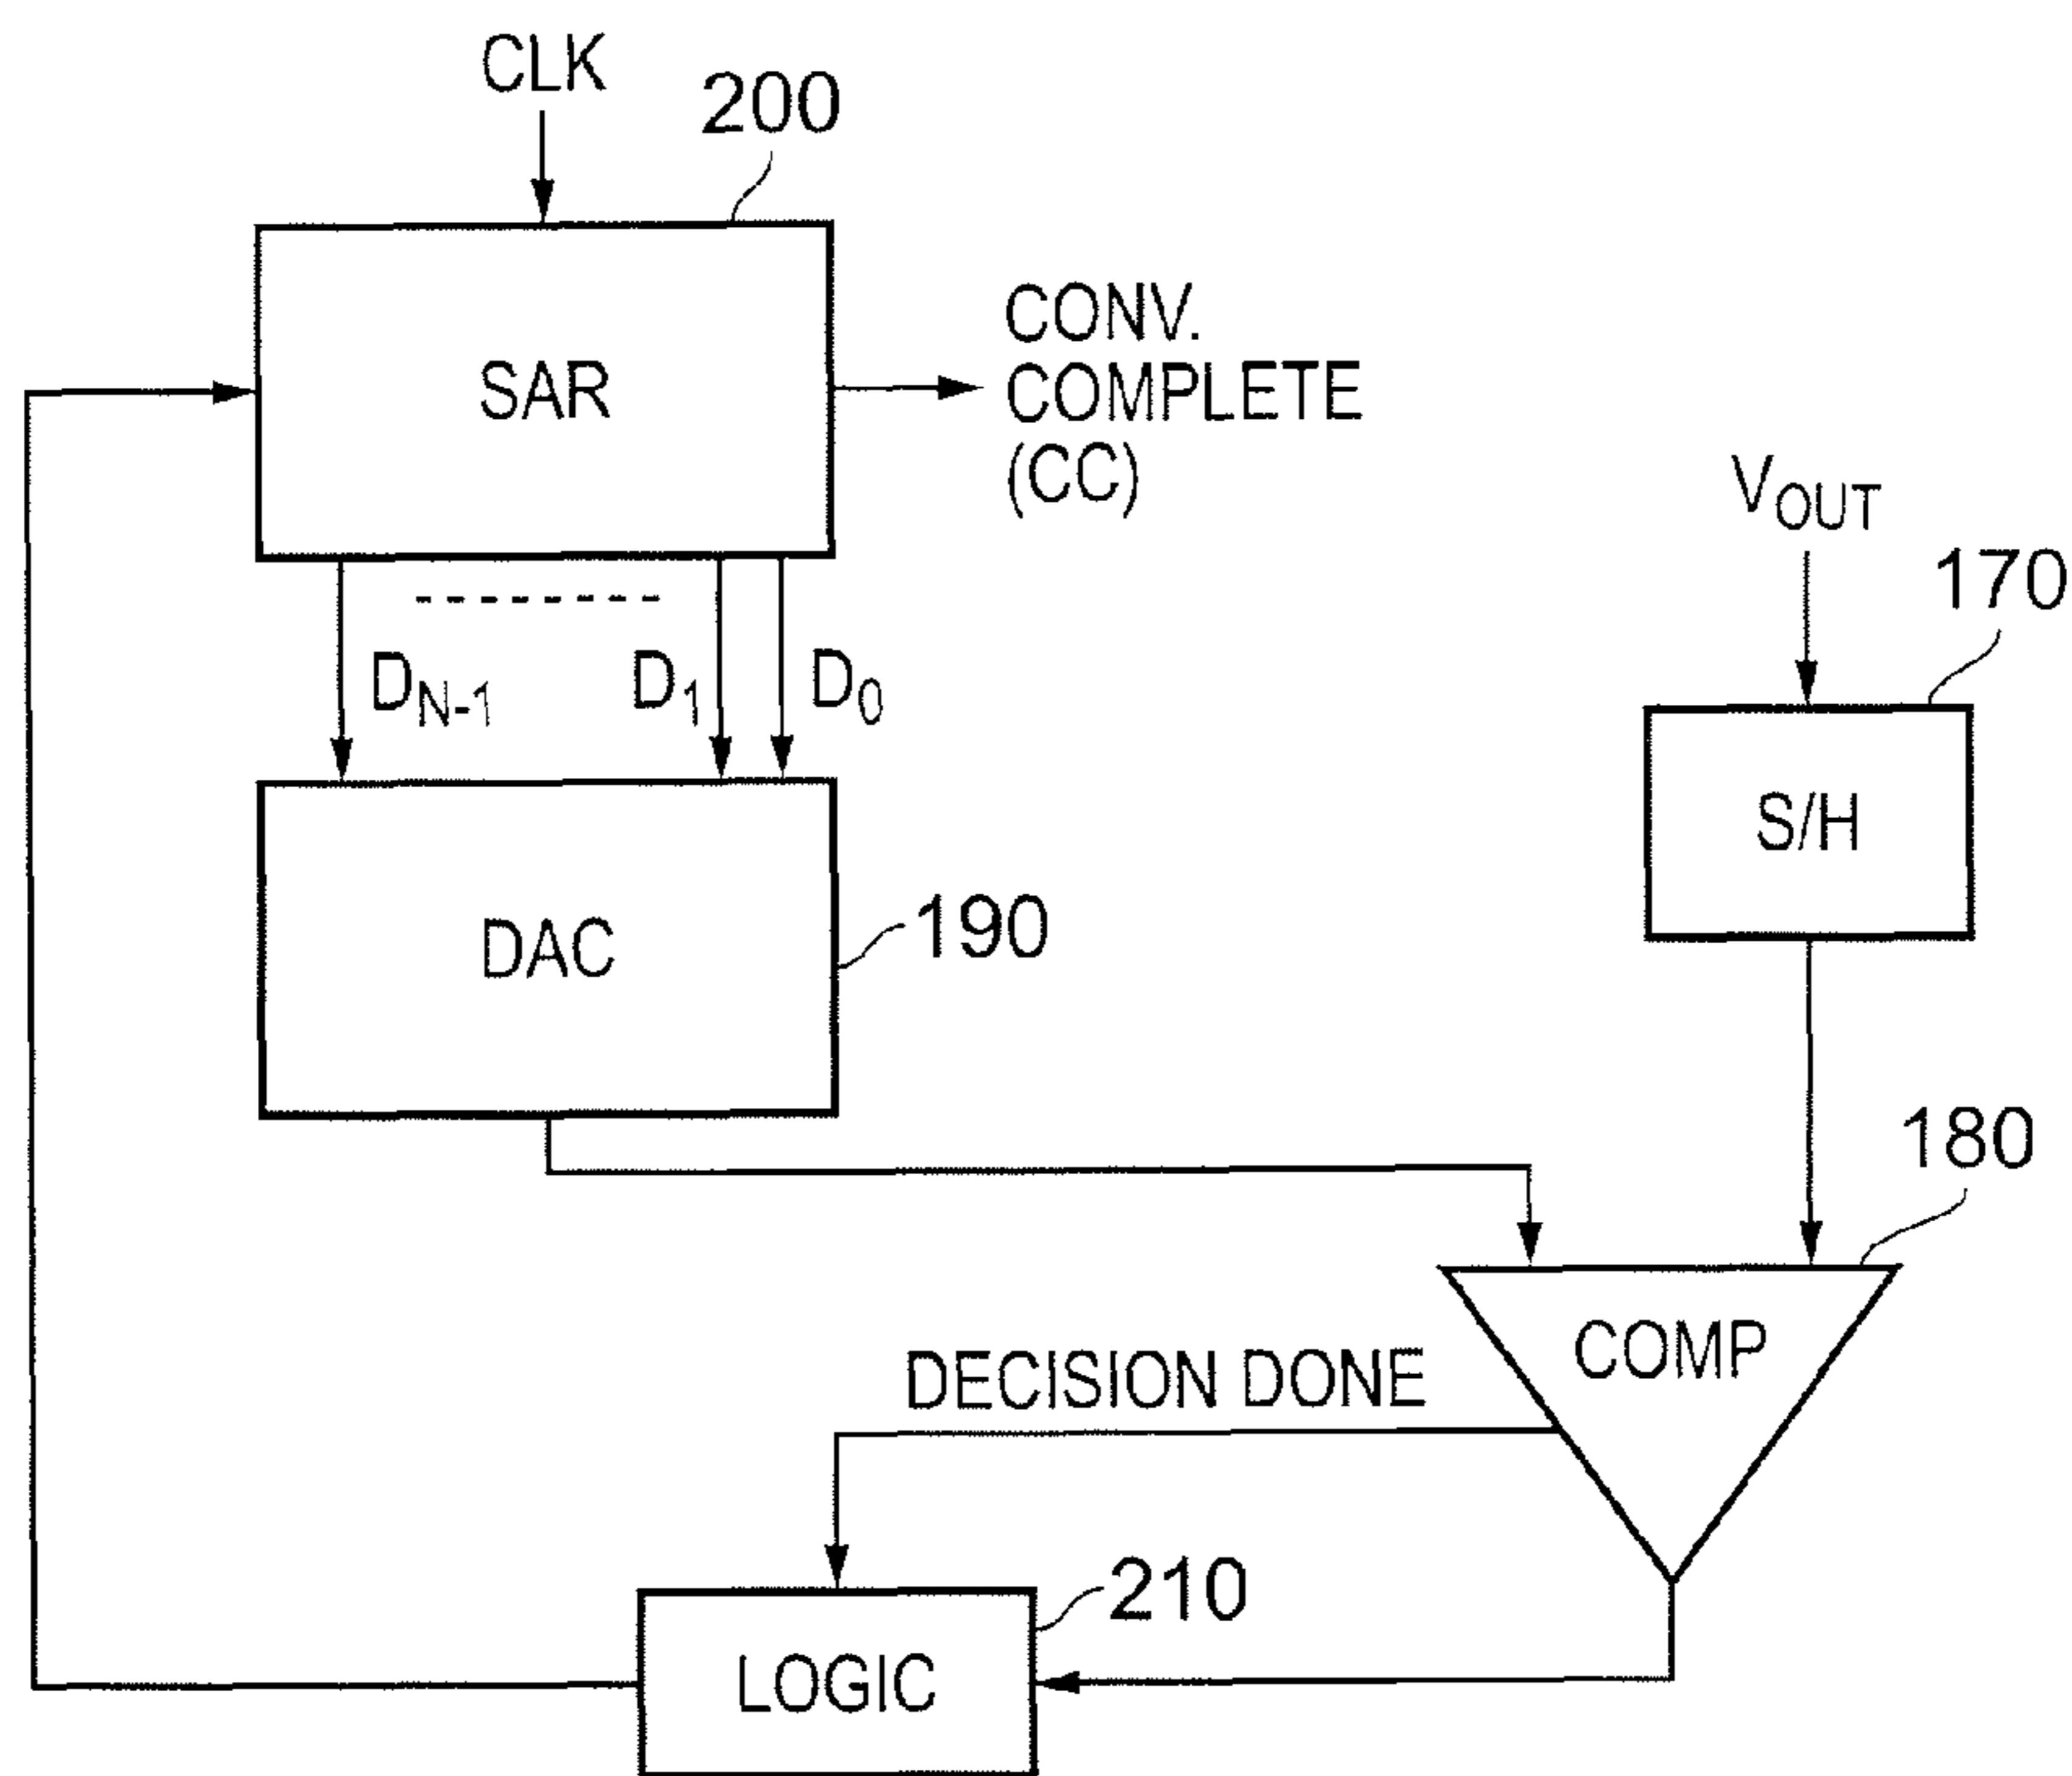 CLK
200
SAR
CONV.
COMPLETE
(CC)
V_OUT
170
D_N-1
D_1
D_0
S/H
DAC
190
180
COMP
DECISION DONE
210
LOGIC